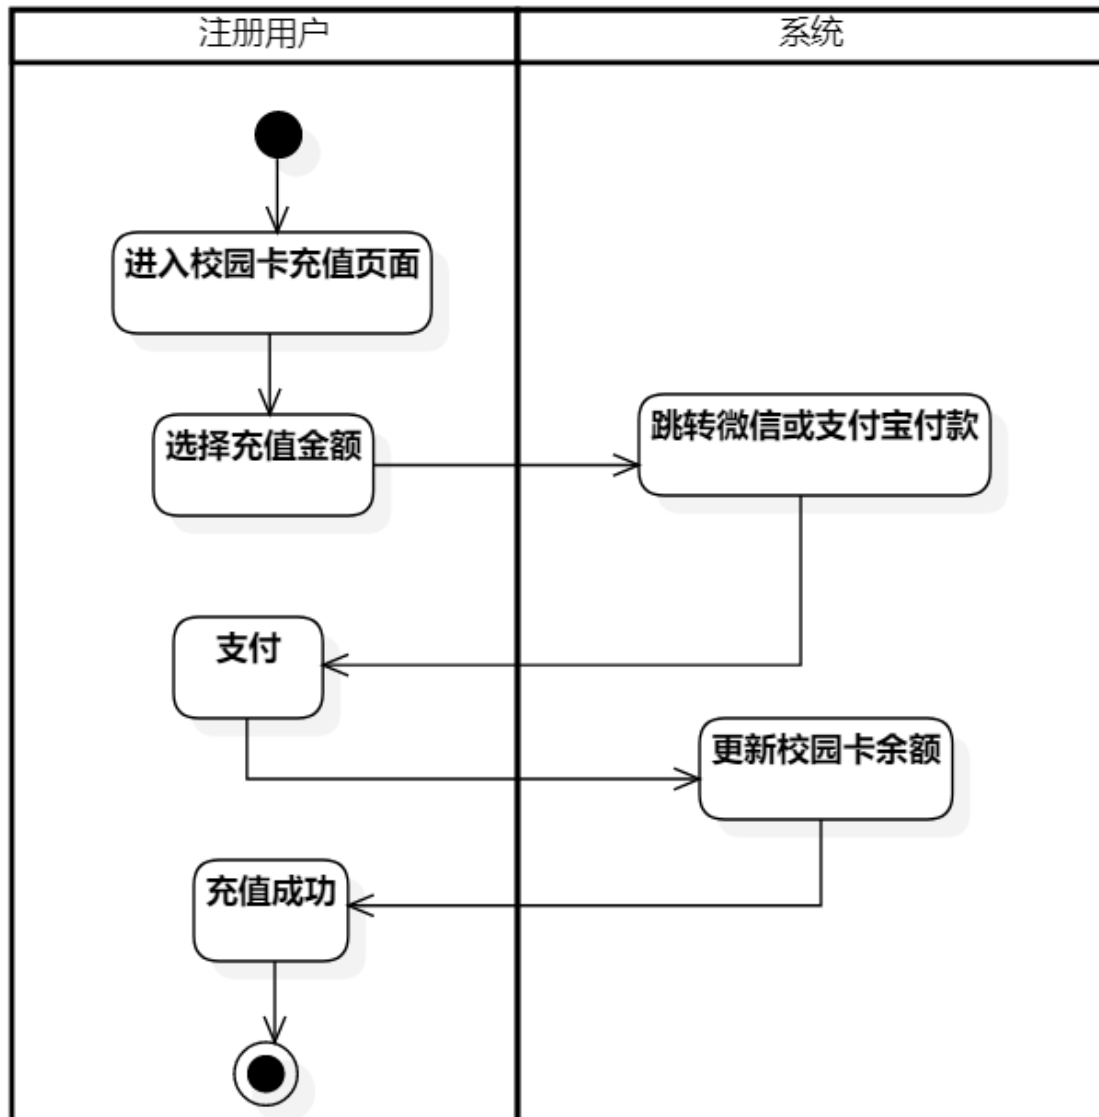 注册用户
系统
进入校园卡充值页面
选择充值金额
跳转微信或支付宝付款
支付
更新校园卡余额
充值成功